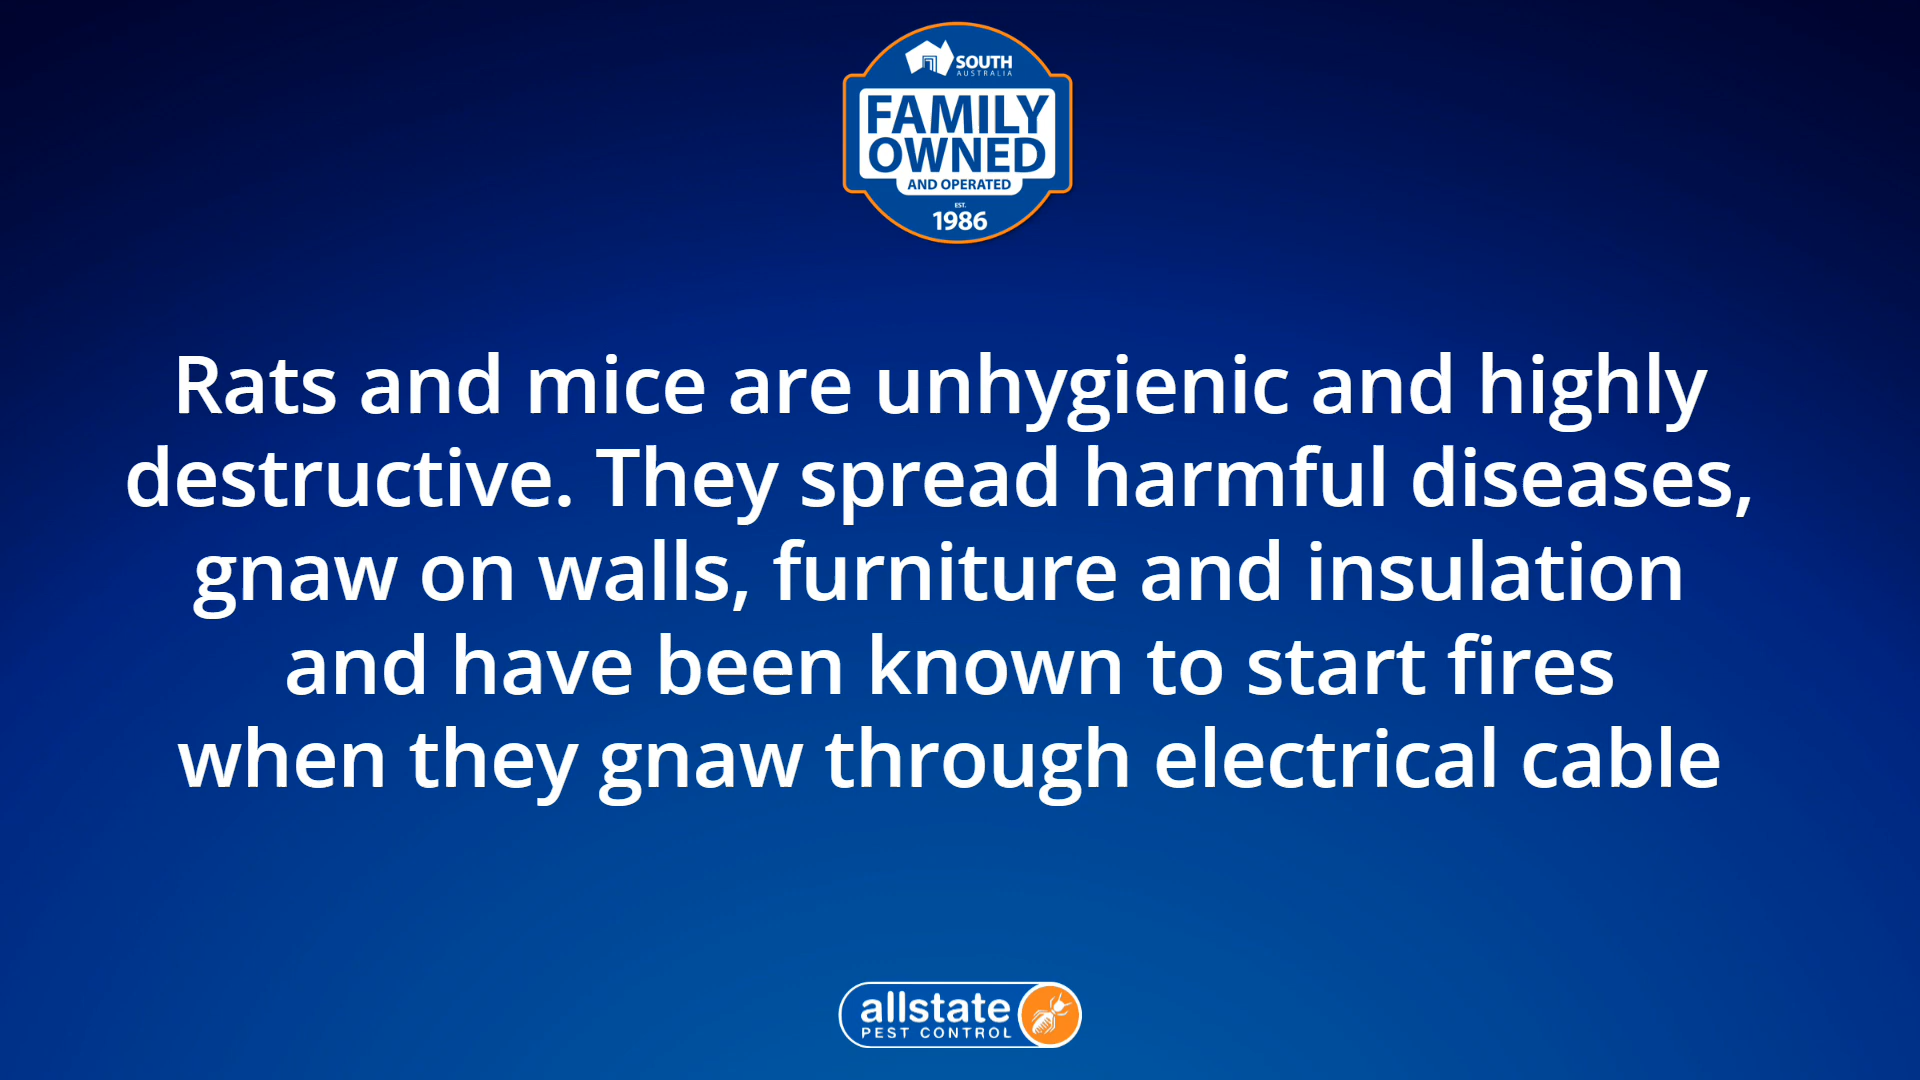 SOUTH
AUSTRALIA
FAMILY
OWNED
AND OPERATED
EST.
1986
Rats and mice are unhygienic and highly
destructive. They spread harmful diseases,
gnaw on walls, furniture and insulation
and have been known to start fires
when they gnaw through electrical cable
allstate
PEST CONTROL